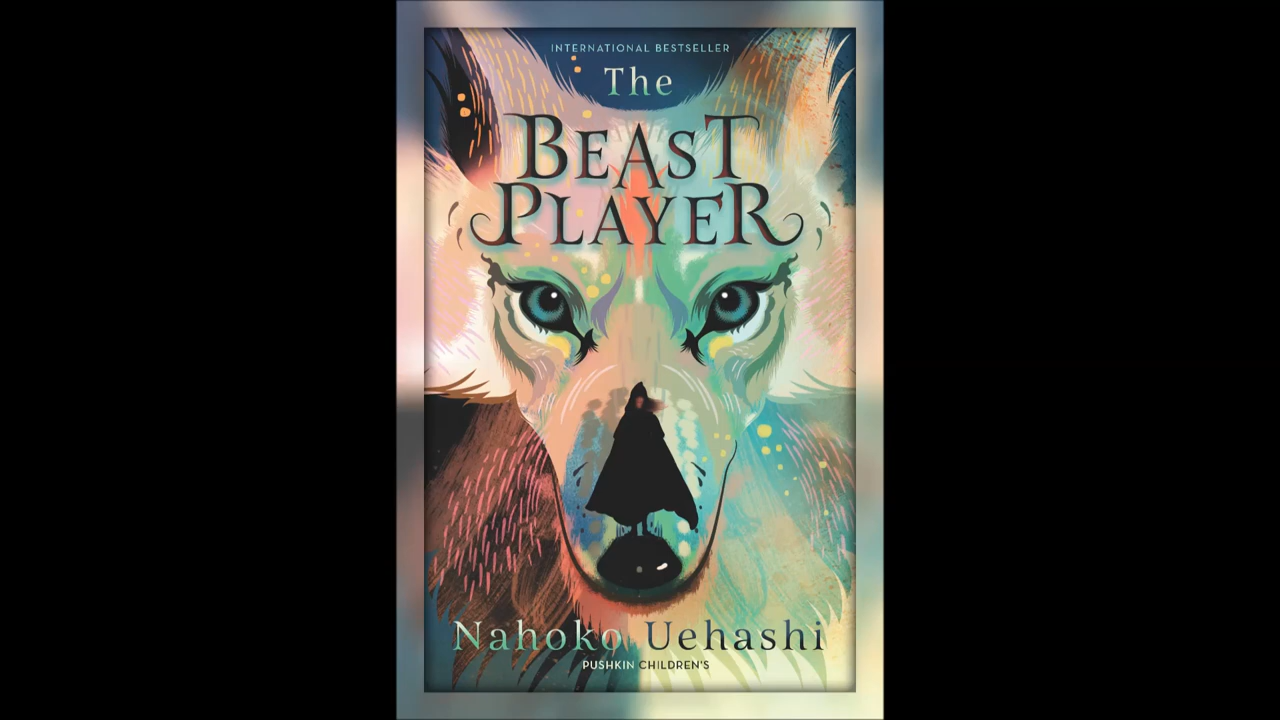 INTERNATIONAL BESTSELLER
The
BEAST
PLAYER
Nahoko Uehashi
PUSHKIN CHILDREN'S